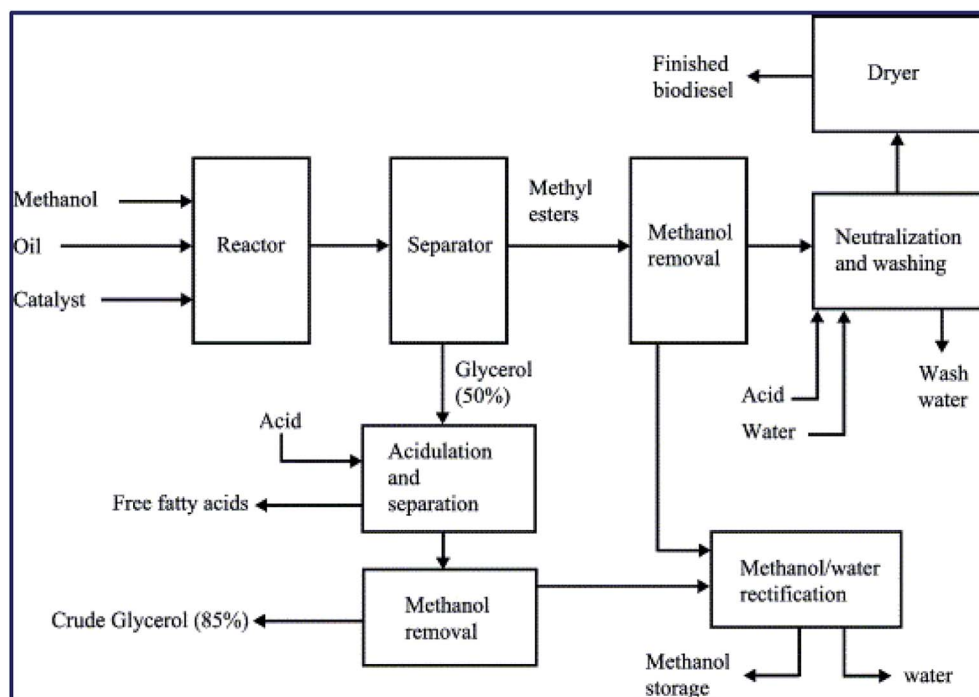 Finished
biodiesel
Dryer
Methanol
Oil
Catalyst
Reactor
Separator
Methyl
esters
Methanol
removal
Neutralization
and washing
Glycerol
(50%)
Acid
Water
Wash
water
Acid
Acidulation
and
separation
Free fatty acids
Methanol
removal
Crude Glycerol (85%)
Methanol/water
rectification
Methanol
storage
water